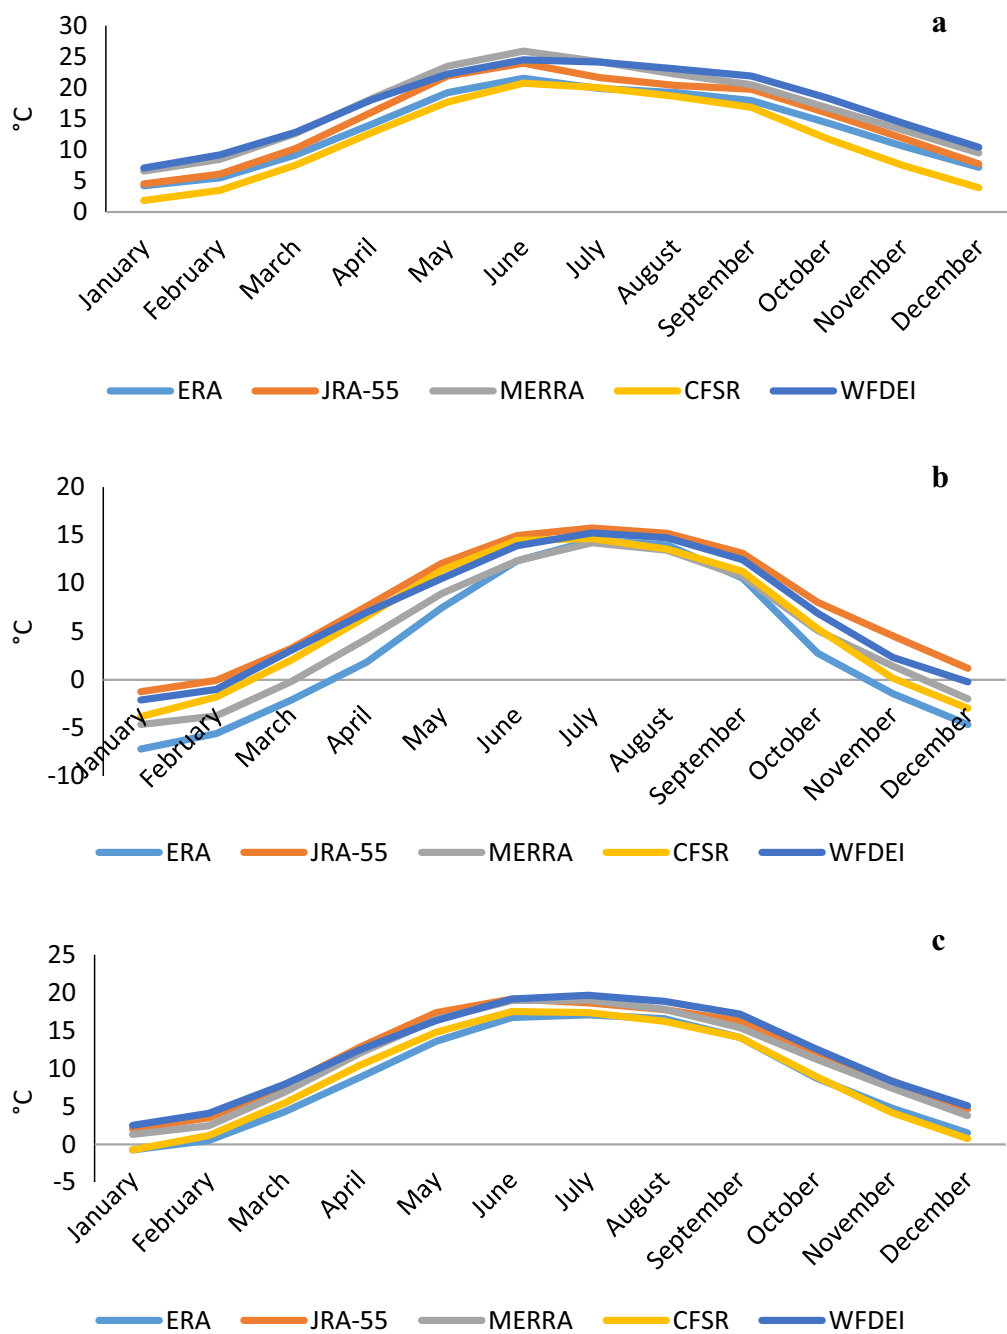 a
30
25
20
15
10
5
0
°C
January February March April May June July August September October November December
ERA JRA-55 MERRA CFSR WFDEI
b
20
15
10
5
0
-5
-10
°C
January February March April May June July August September October November December
ERA JRA-55 MERRA CFSR WFDEI
c
25
20
15
10
5
0
-5
°C
January February March April May June July August September October November December
ERA JRA-55 MERRA CFSR WFDEI